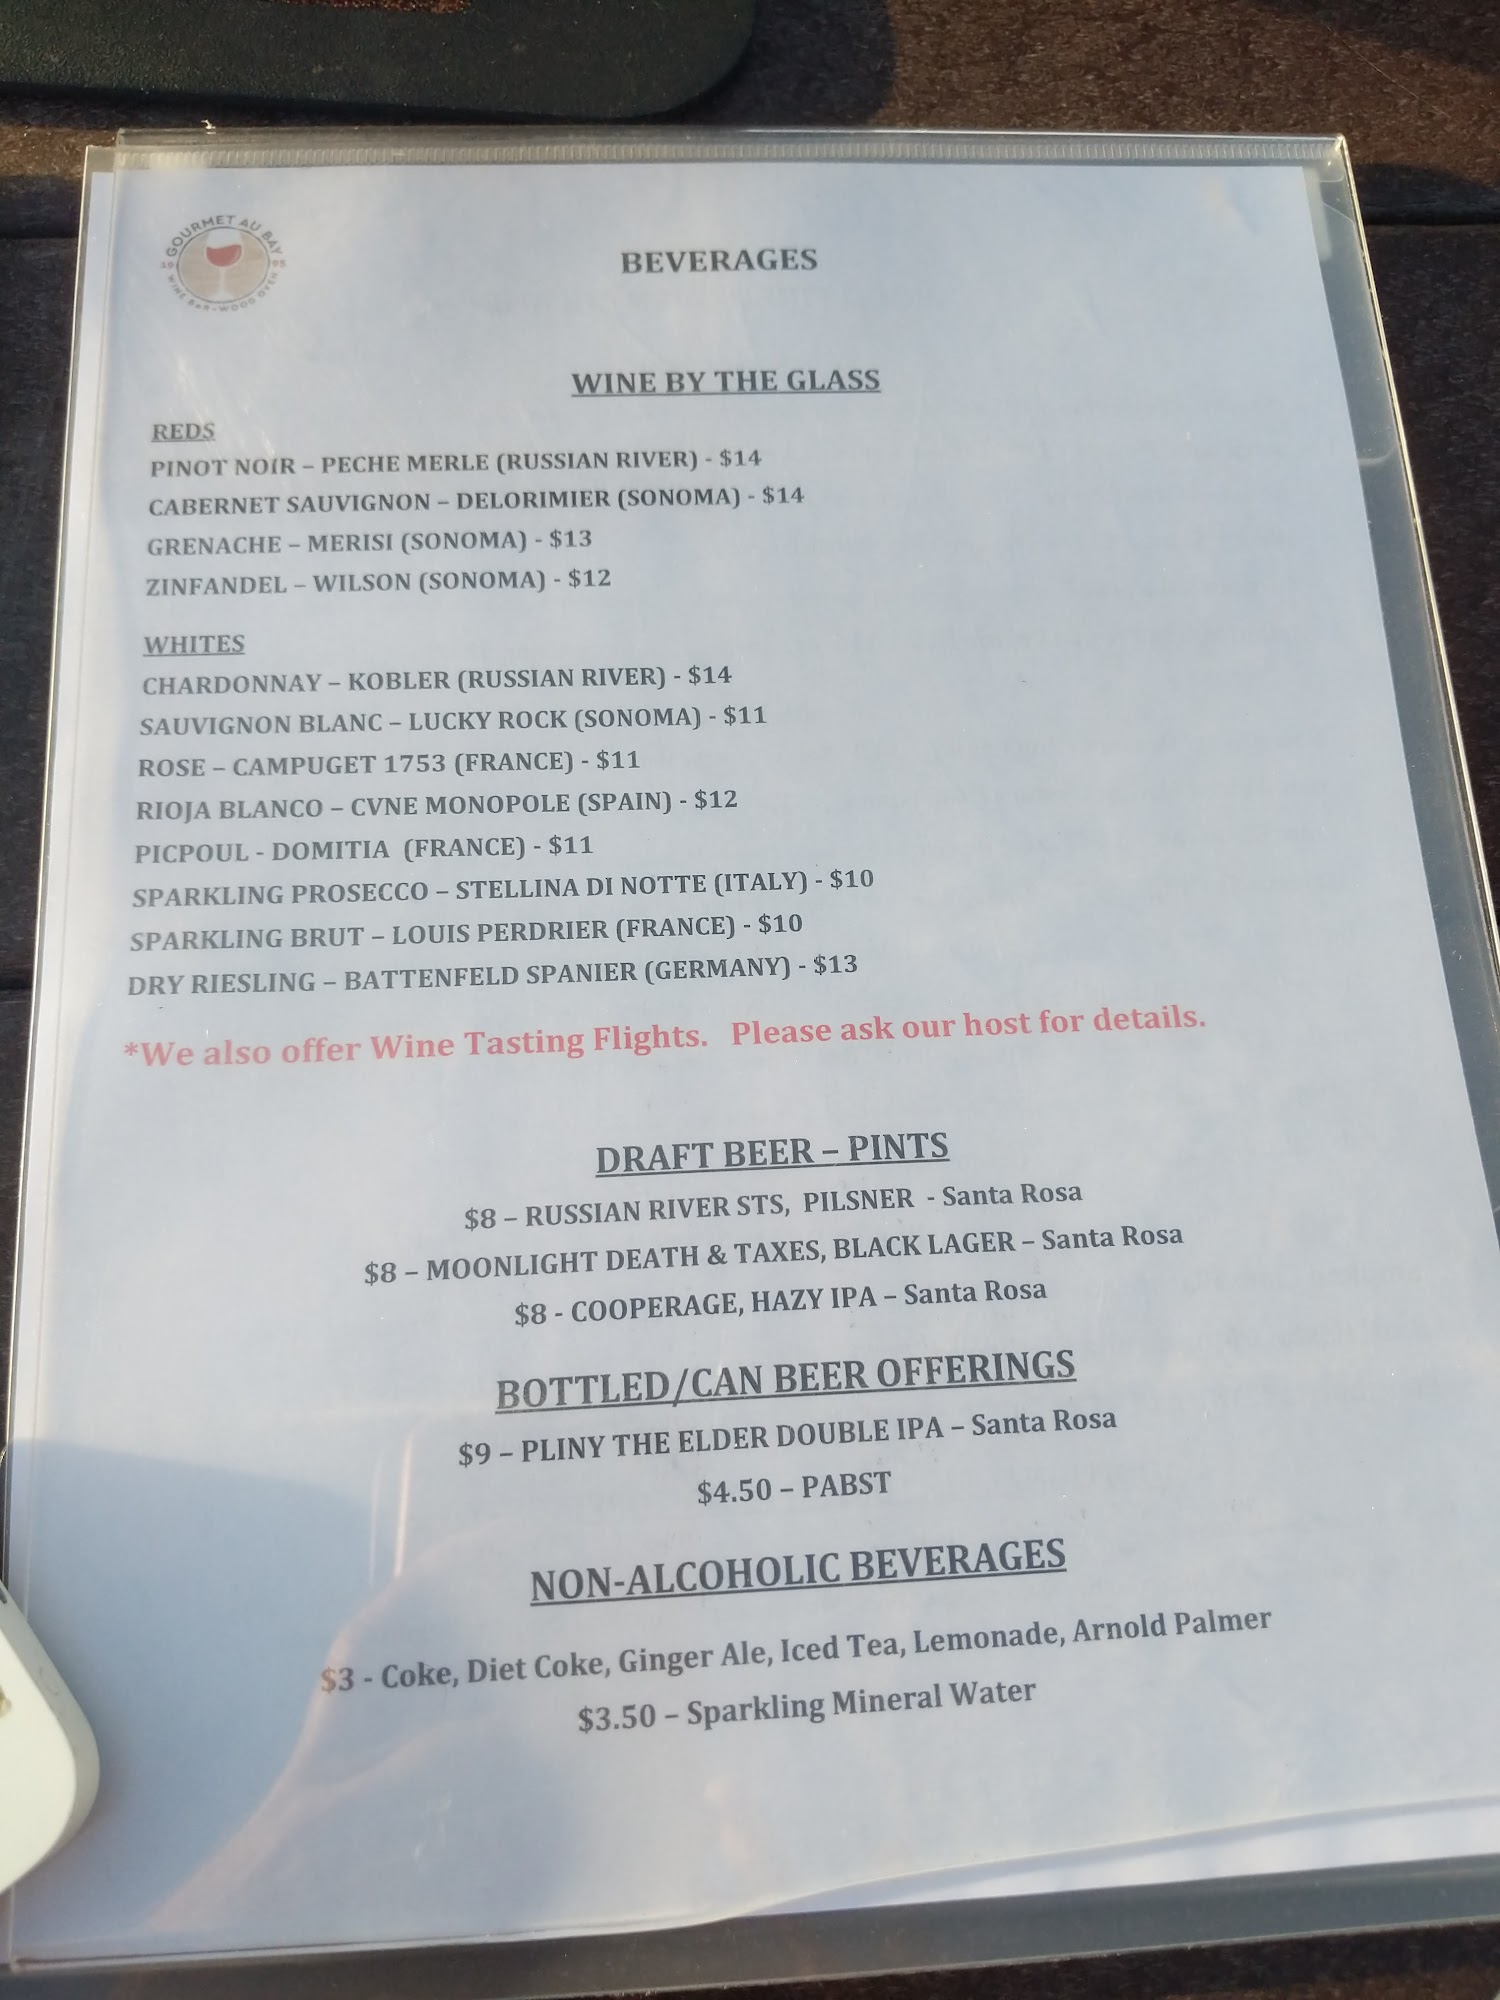 GOURMET AU BAY
19 95
WINE BAR - WOOD OVEN
BEVERAGES
WINE BY THE GLASS
REDS
PINOT NOIR – PECHE MERLE (RUSSIAN RIVER) - $14
CABERNET SAUVIGNON – DELORIMIER (SONOMA) - $14
GRENACHE – MERISI (SONOMA) - $13
ZINFANDEL – WILSON (SONOMA) - $12
WHITES
CHARDONNAY – KOBLER (RUSSIAN RIVER) - $14
SAUVIGNON BLANC – LUCKY ROCK (SONOMA) - $11
ROSE – CAMPUGET 1753 (FRANCE) - $11
RIOJA BLANCO – CVNE MONOPOLE (SPAIN) - $12
PICPOUL - DOMITIA (FRANCE) - $11
SPARKLING PROSECCO – STELLINA DI NOTTE (ITALY) - $10
SPARKLING BRUT – LOUIS PERDRIER (FRANCE) - $10
DRY RIESLING – BATTENFELD SPANIER (GERMANY) - $13
*We also offer Wine Tasting Flights. Please ask our host for details.
DRAFT BEER – PINTS
$8 – RUSSIAN RIVER STS, PILSNER - Santa Rosa
$8 – MOONLIGHT DEATH & TAXES, BLACK LAGER – Santa Rosa
$8 - COOPERAGE, HAZY IPA – Santa Rosa
BOTTLED/CAN BEER OFFERINGS
$9 – PLINY THE ELDER DOUBLE IPA – Santa Rosa
$4.50 – PABST
NON-ALCOHOLIC BEVERAGES
$3 - Coke, Diet Coke, Ginger Ale, Iced Tea, Lemonade, Arnold Palmer
$3.50 – Sparkling Mineral Water